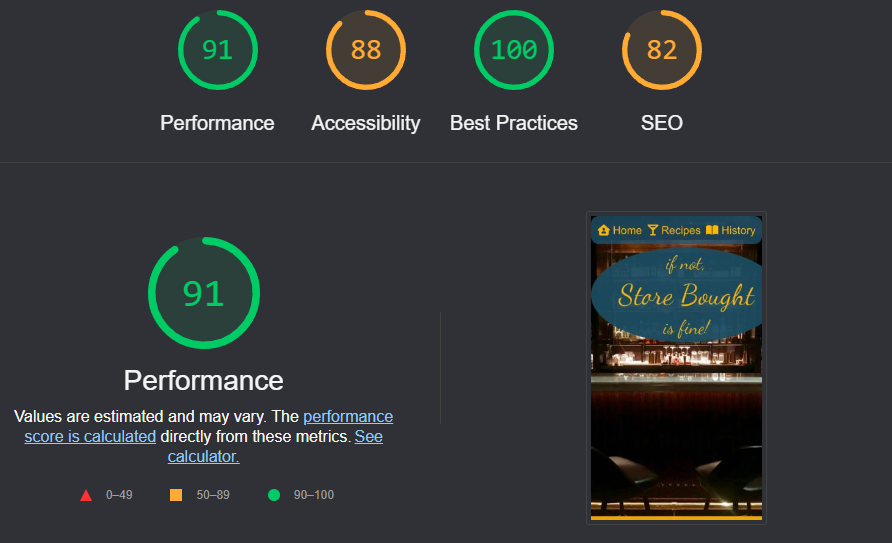 91 88 100 82
Performance Accessibility Best Practices SEO
91
Performance
Values are estimated and may vary. The performance
score is calculated directly from these metrics. See
calculator.
0–49 50–89 90–100
Home Recipes History
if not,
Store Bought
is fine!